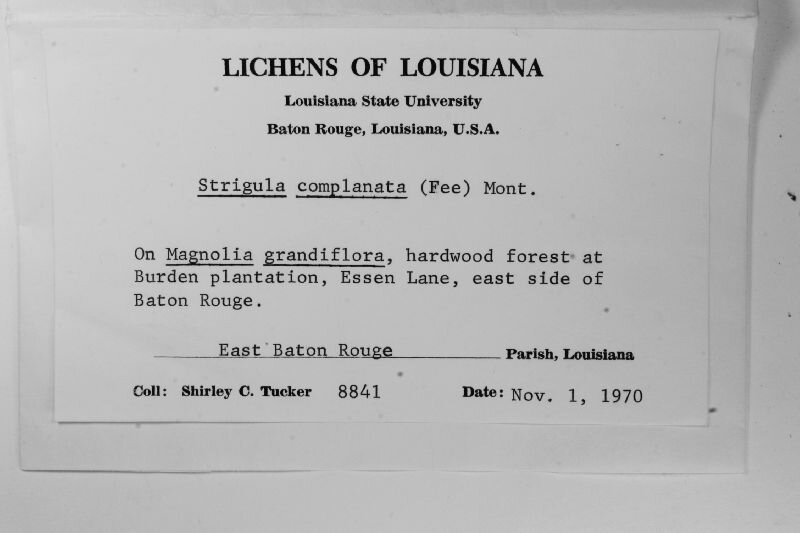 LICHENS OF LOUISIANA
Louisiana State University
Baton Rouge, Louisiana, U.S.A.
Strigula complanata (Fee) Mont.
On Magnolia grandiflora, hardwood forest at
Burden plantation, Essen Lane, east side of
Baton Rouge.
East Baton Rouge Parish, Louisiana
Coll: Shirley C. Tucker 8841 Date: Nov. 1, 1970